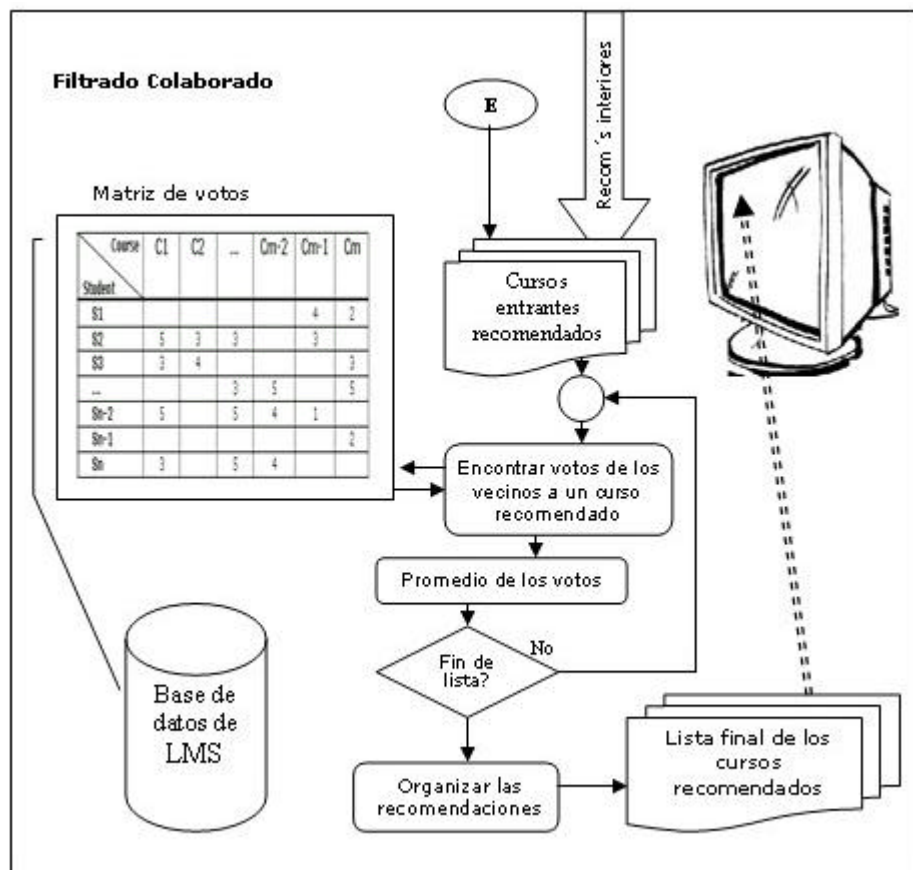 Filtrado Colaborado
E
Recom´s interiores
Matriz de votos
Course C1 C2 ... Cm-2 Cm-1 Cm
Student
S1 4 2
S2 5 3 3 3
S3 3 4 3
... 3 5 5
Sn-2 5 5 4 1
Sn-1 2
Sn 3 5 4
Cursos
entrantes
recomendados
Encontrar votos de los
vecinos a un curso
recomendado
Promedio de los votos
Fin de
lista?
No
Base de
datos de
LMS
Organizar las
recomendaciones
Lista final de los
cursos
recomendados